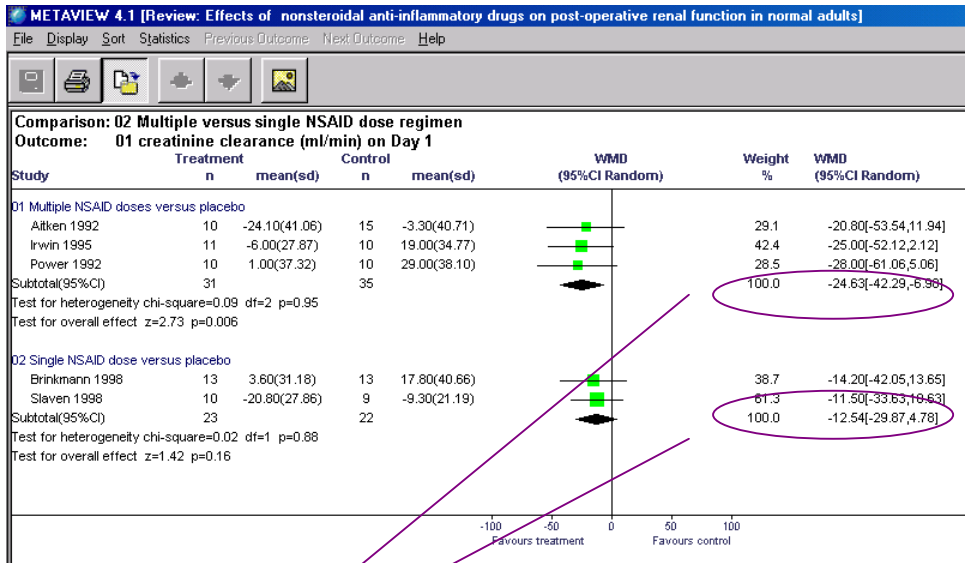 METAVIEW 4.1 [Review: Effects of nonsteroidal anti-inflammatory drugs on post-operative renal function in normal adults]
File Display Sort Statistics Previous Outcome Next Outcome Help
Comparison: 02 Multiple versus single NSAID dose regimen
Outcome: 01 creatinine clearance (ml/min) on Day 1
Treatment Control WMD Weight WMD
Study n mean(sd) n mean(sd) (95%CI Random) % (95%CI Random)
01 Multiple NSAID doses versus placebo
Aitken 1992 10 -24.10(41.06) 15 -3.30(40.71) 29.1 -20.80[-53.54,11.94]
Irwin 1995 11 -6.00(27.87) 10 19.00(34.77) 42.4 -25.00[-52.12,2.12]
Power 1992 10 1.00(37.32) 10 29.00(38.10) 28.5 -28.00[-61.06,5.06]
Subtotal(95%CI) 31 35 100.0 -24.63[-42.29,-6.98]
Test for heterogeneity chi-square=0.09 df=2 p=0.95
Test for overall effect z=2.73 p=0.006
02 Single NSAID dose versus placebo
Brinkmann 1998 13 3.60(31.18) 13 17.80(40.66) 38.7 -14.20[-42.05,13.65]
Slaven 1998 10 -20.80(27.86) 9 -9.30(21.19) 61.3 -11.50[-33.63,10.63]
Subtotal(95%CI) 23 22 100.0 -12.54[-29.87,4.78]
Test for heterogeneity chi-square=0.02 df=1 p=0.88
Test for overall effect z=1.42 p=0.16
-100 -50 0 50 100
Favours treatment Favours control